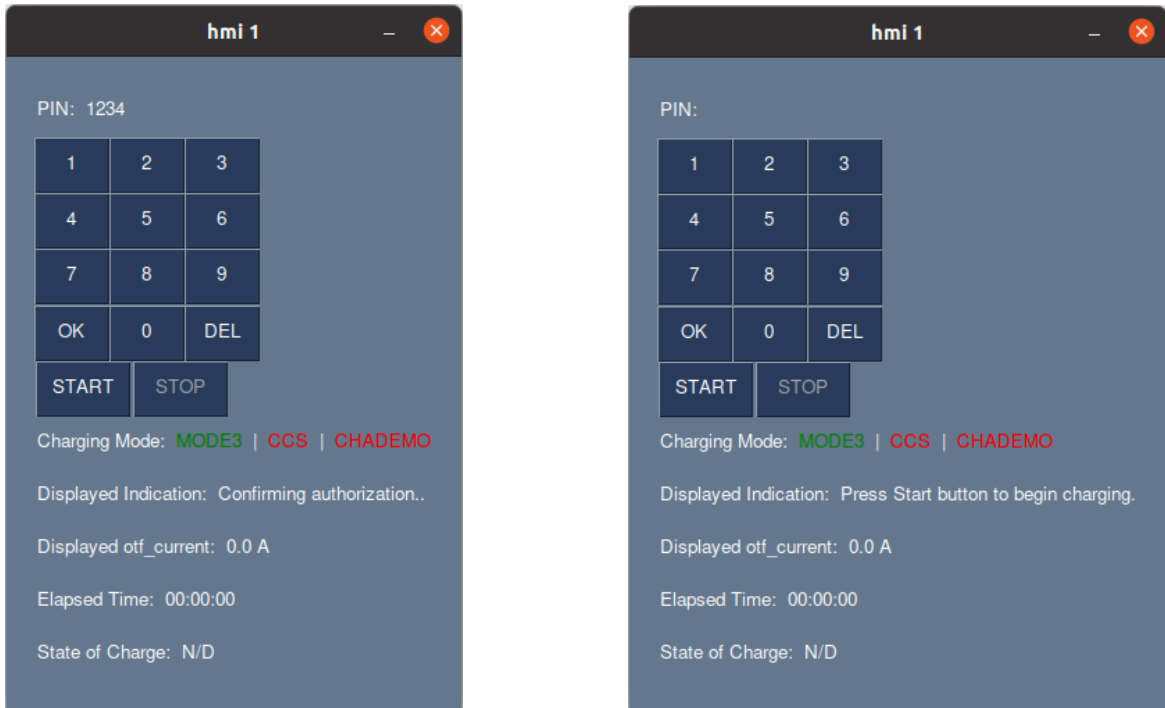 hmi 1
PIN: 1234
1 2 3
4 5 6
7 8 9
OK 0 DEL
START STOP
Charging Mode: MODE3 | CCS | CHADEMO
Displayed Indication: Confirming authorization..
Displayed otf_current: 0.0 A
Elapsed Time: 00:00:00
State of Charge: N/D
hmi 1
PIN:
1 2 3
4 5 6
7 8 9
OK 0 DEL
START STOP
Charging Mode: MODE3 | CCS | CHADEMO
Displayed Indication: Press Start button to begin charging.
Displayed otf_current: 0.0 A
Elapsed Time: 00:00:00
State of Charge: N/D